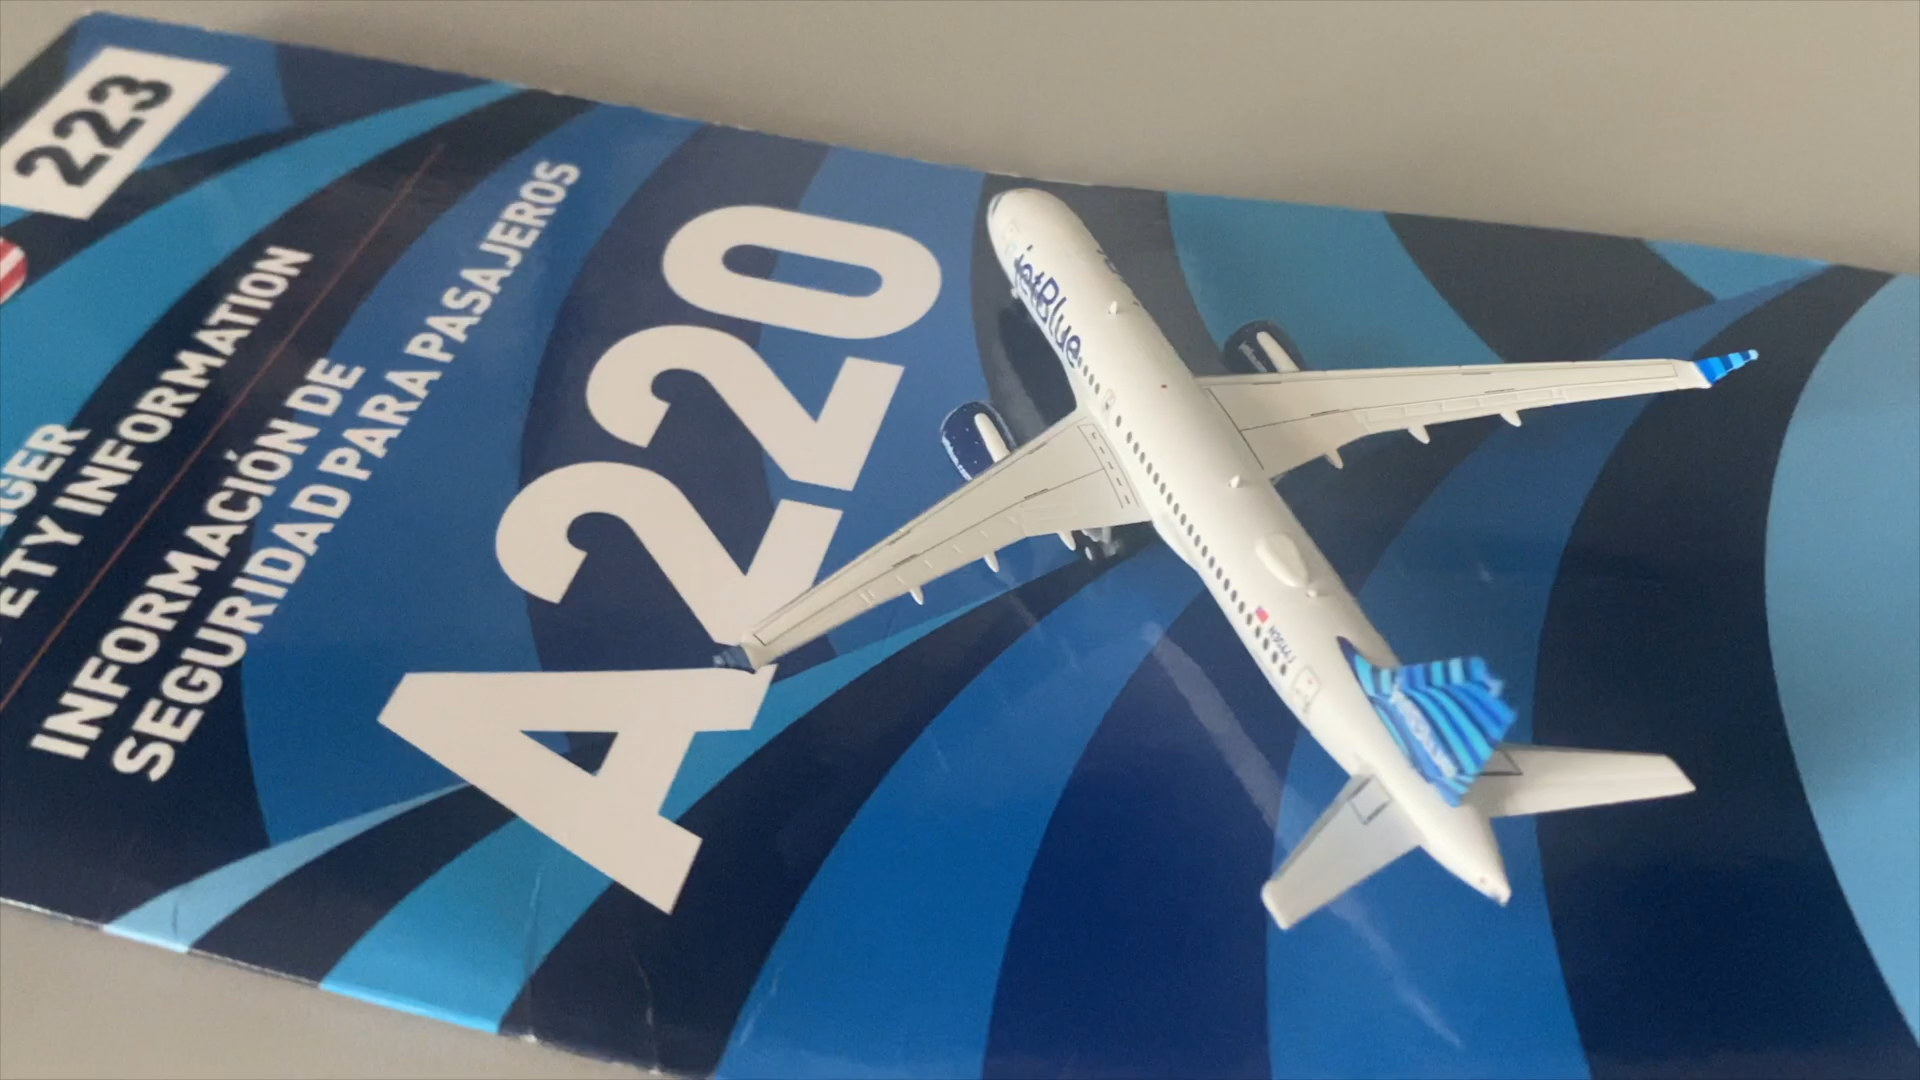 223
ETY INFORMATION
INFORMACIÓN DE
SEGURIDAD PARA PASAJEROS
A220
jetBlue